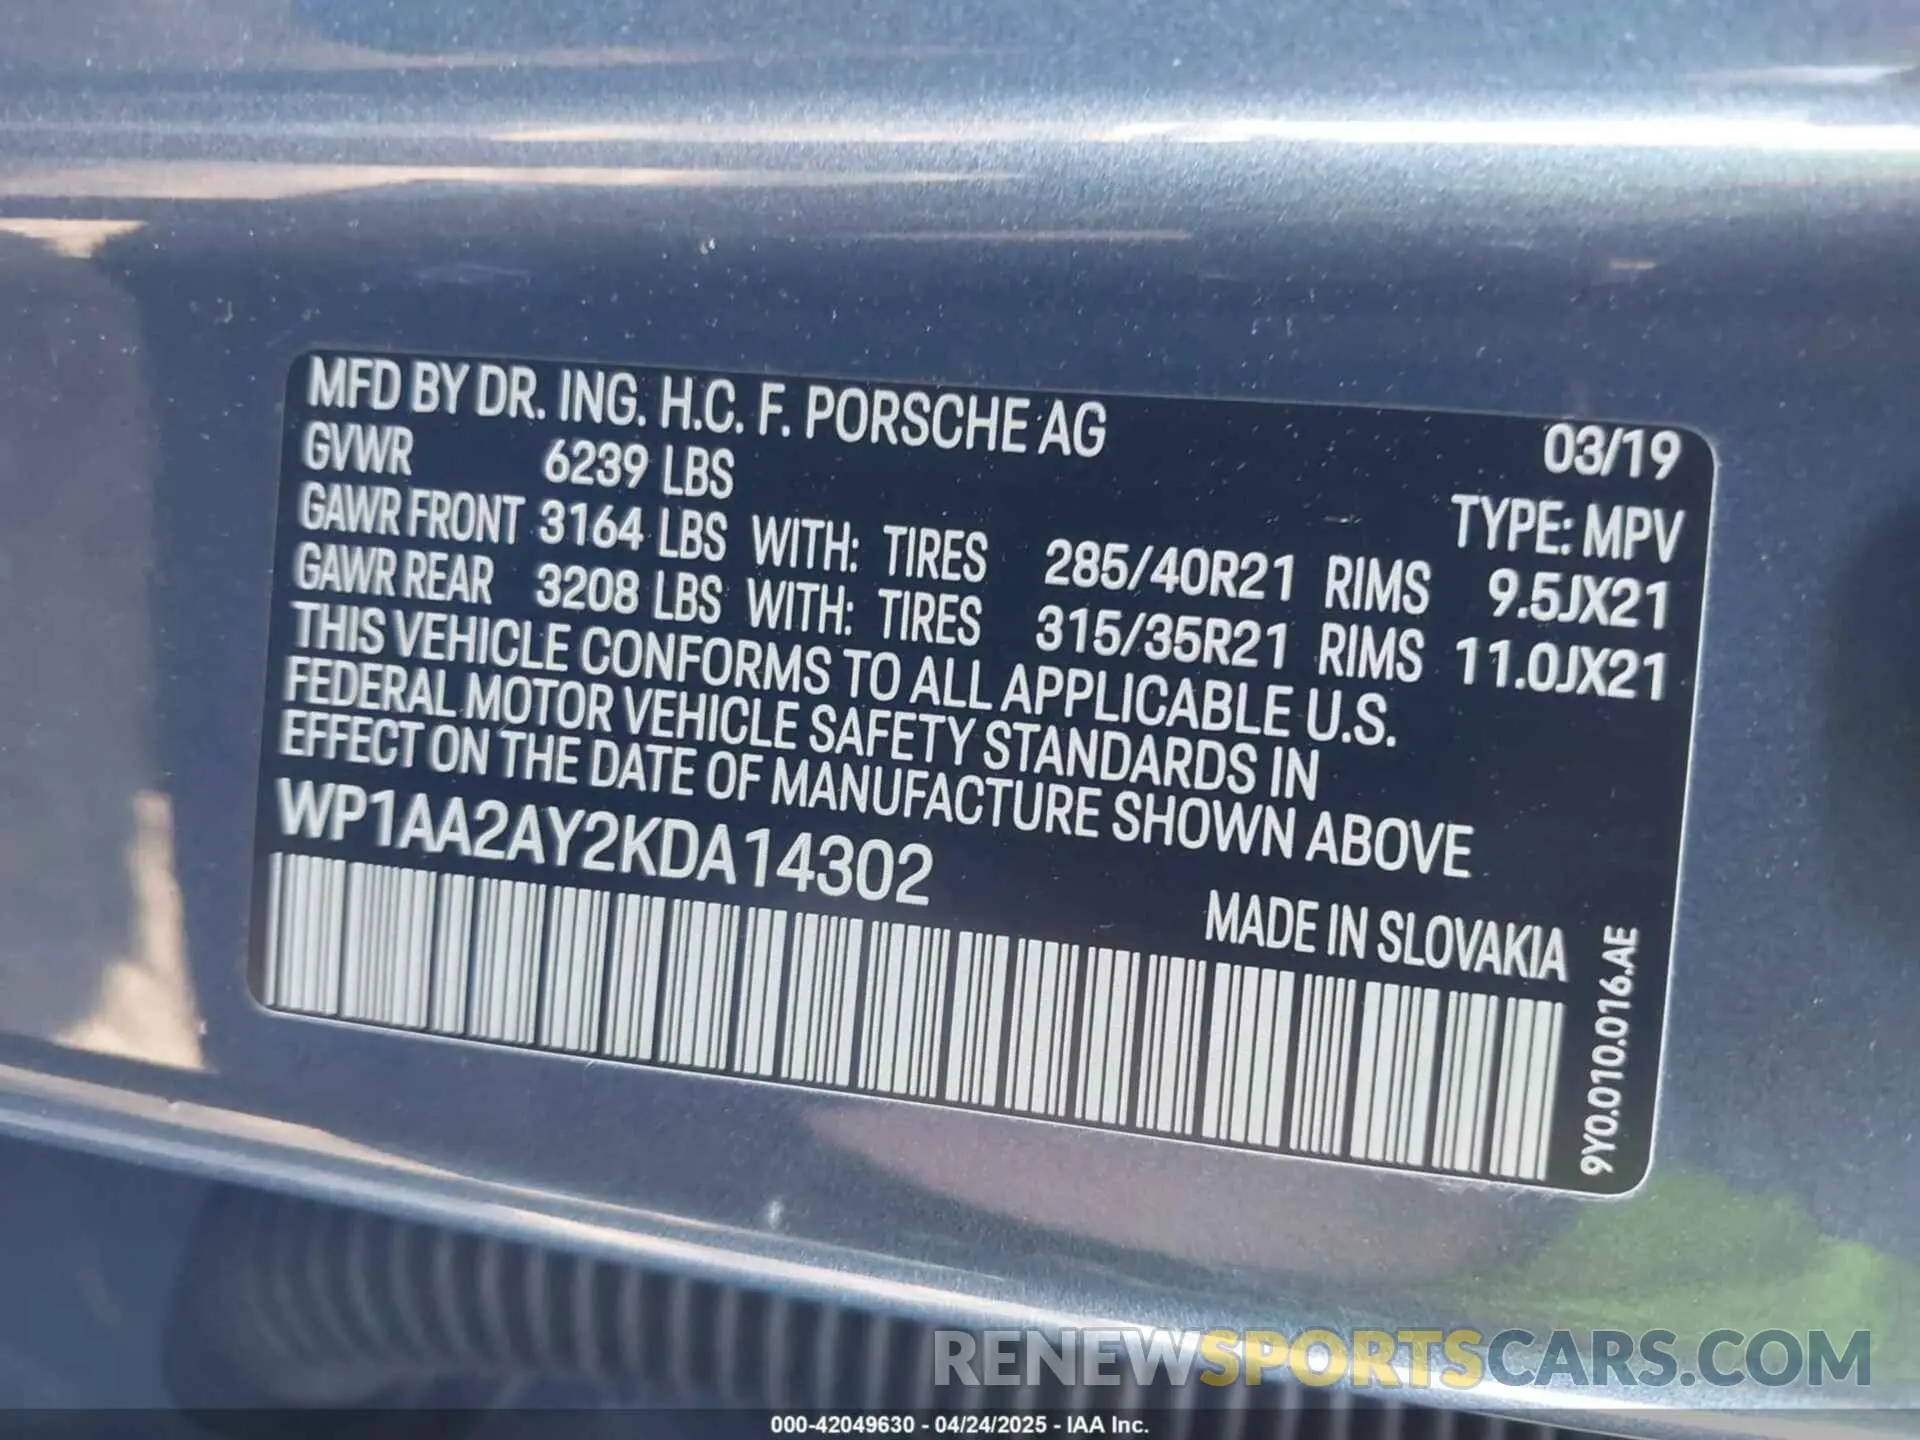 MFD BY DR. ING. H.C. F. PORSCHE AG 03/19
GVWR 6239 LBS TYPE: MPV
GAWR FRONT 3164 LBS WITH: TIRES 285/40R21 RIMS 9.5JX21
GAWR REAR 3208 LBS WITH: TIRES 315/35R21 RIMS 11.0JX21
THIS VEHICLE CONFORMS TO ALL APPLICABLE U.S.
FEDERAL MOTOR VEHICLE SAFETY STANDARDS IN
EFFECT ON THE DATE OF MANUFACTURE SHOWN ABOVE
WP1AA2AY2KDA14302
MADE IN SLOVAKIA
9Y0.010.016.AE
RENEWSPORTSCARS.COM
000-42049630 - 04/24/2025 - IAA Inc.